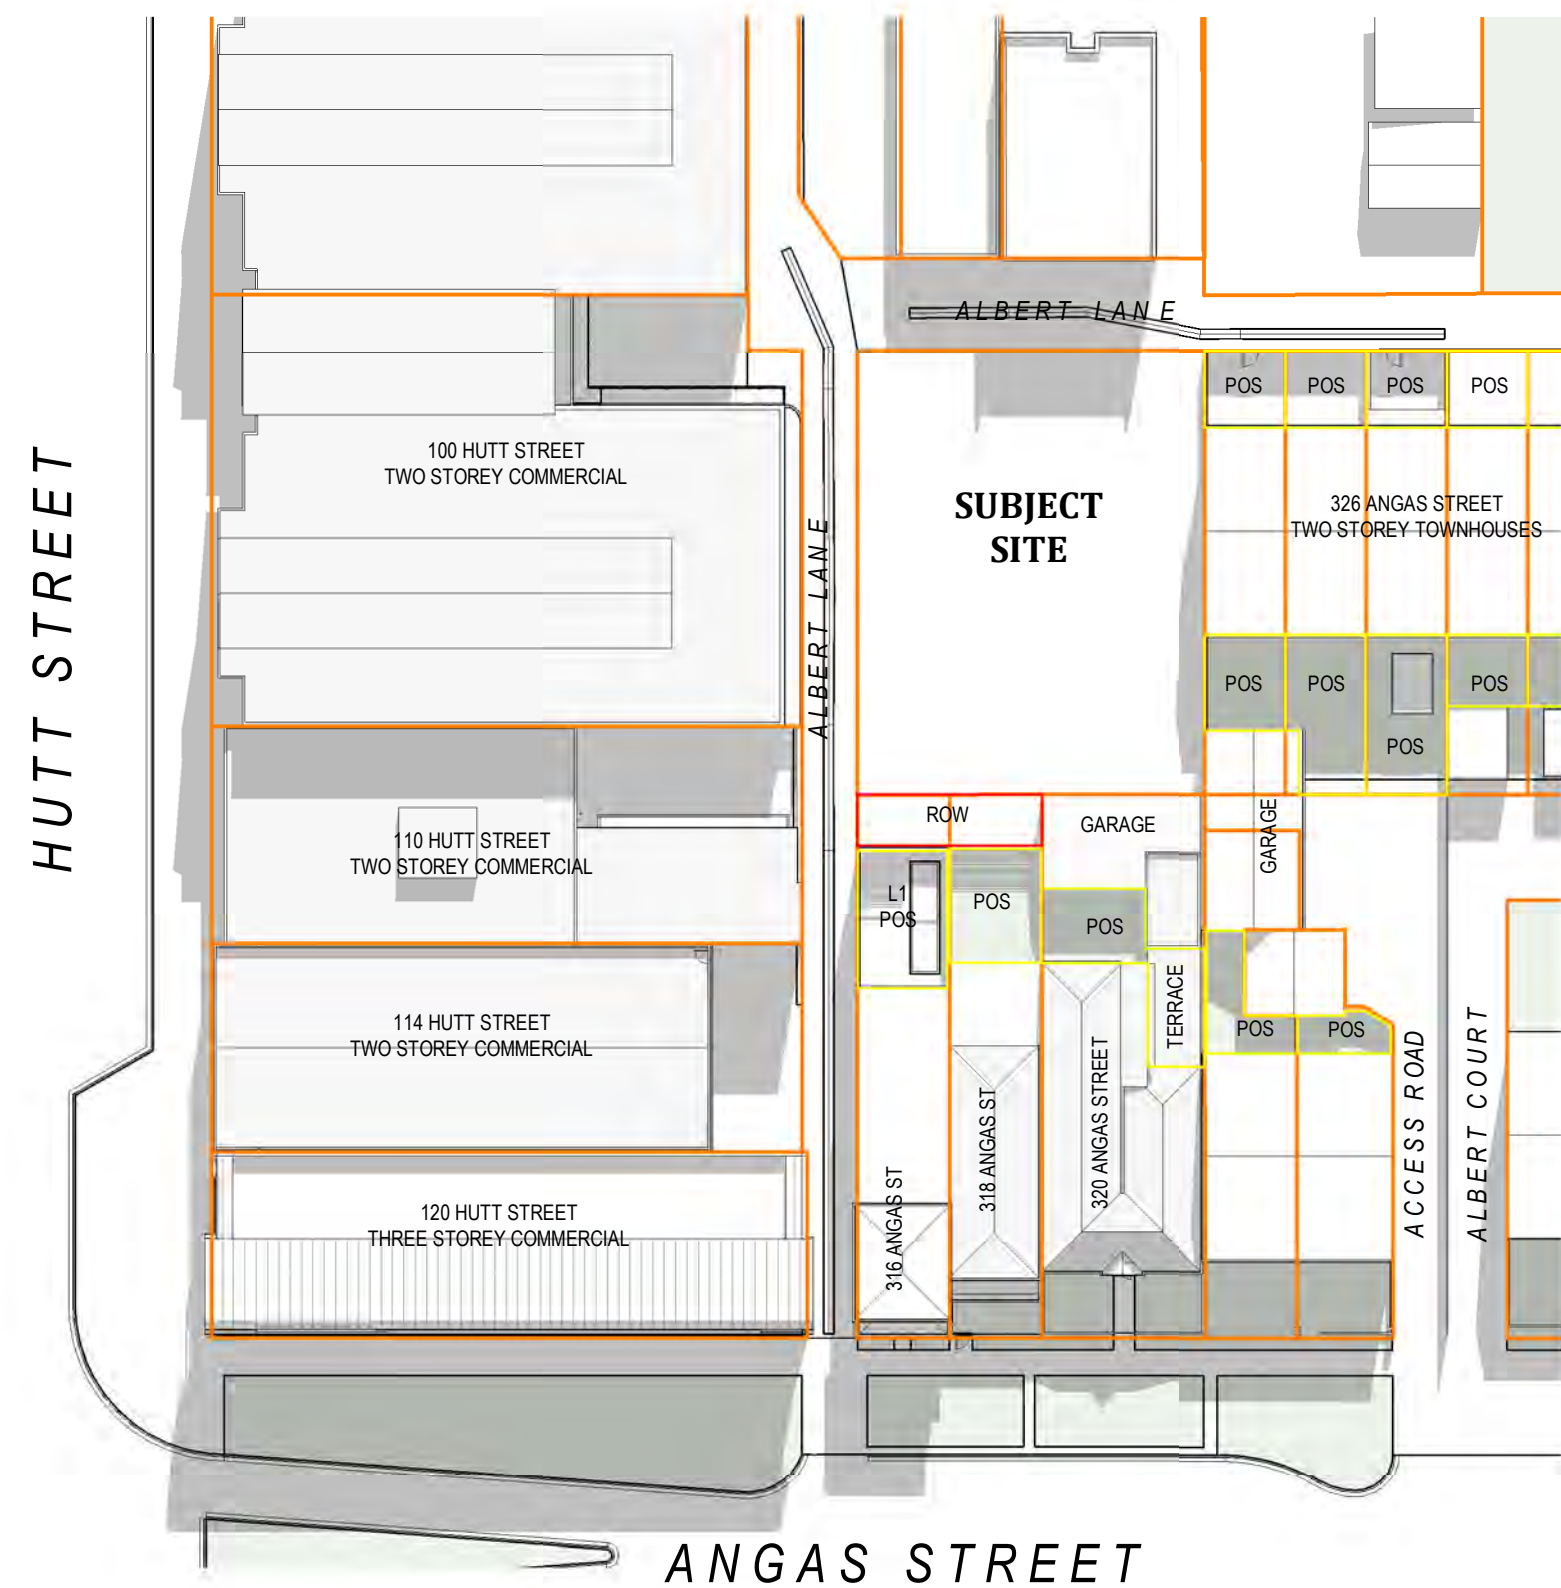 ALBERT LANE
POS
POS
POS
POS
100 HUTT STREET
TWO STOREY COMMERCIAL
HUTT STREET
SUBJECT
SITE
326 ANGAS STREET
TWO STOREY TOWNHOUSES
ALBERT LANE
POS
POS
POS
POS
110 HUTT STREET
TWO STOREY COMMERCIAL
ROW
GARAGE
GARAGE
L1
POS
POS
POS
114 HUTT STREET
TWO STOREY COMMERCIAL
TERRACE
POS
POS
120 HUTT STREET
THREE STOREY COMMERCIAL
316 ANGAS ST
318 ANGAS ST
320 ANGAS STREET
ACCESS ROAD
ALBERT COURT
ANGAS STREET